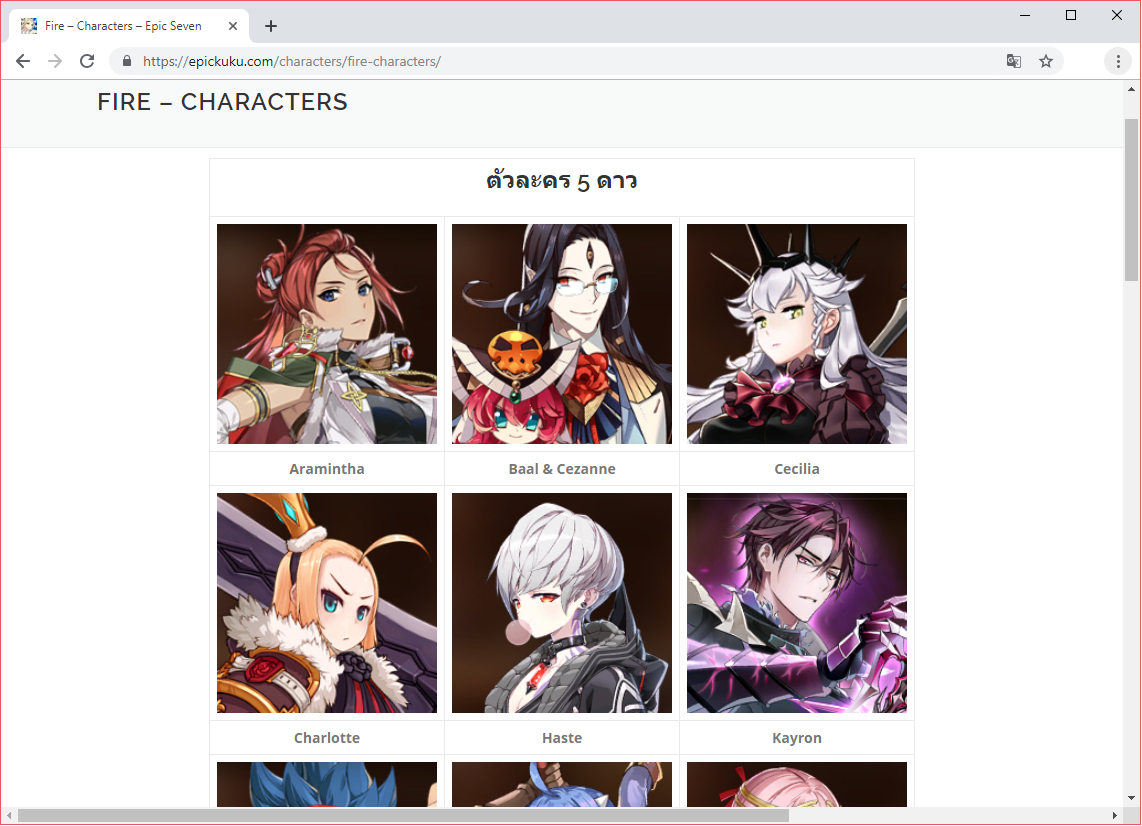 Fire – Characters – Epic Seven
https://epickuku.com/characters/fire-characters/
FIRE – CHARACTERS
ตัวละคร 5 ดาว
Aramintha
Baal & Cezanne
Cecilia
Charlotte
Haste
Kayron